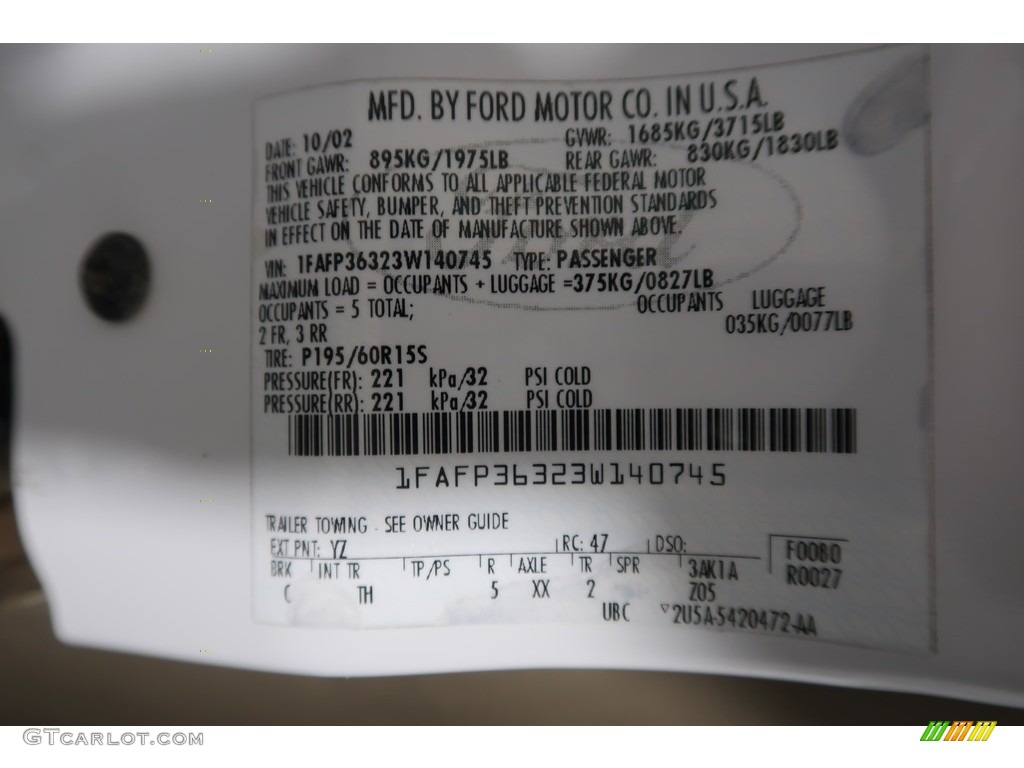 MFD. BY FORD MOTOR CO. IN U.S.A.
DATE: 10/02 GVWR: 1685KG/3715LB
FRONT GAWR: 895KG/1975LB REAR GAWR: 830KG/1830LB
THIS VEHICLE CONFORMS TO ALL APPLICABLE FEDERAL MOTOR
VEHICLE SAFETY, BUMPER, AND THEFT PREVENTION STANDARDS
IN EFFECT ON THE DATE OF MANUFACTURE SHOWN ABOVE.
VIN: 1FAFP36323W140745 TYPE: PASSENGER
MAXIMUM LOAD = OCCUPANTS + LUGGAGE =375KG/0827LB
OCCUPANTS = 5 TOTAL; OCCUPANTS LUGGAGE
2 FR, 3 RR 035KG/0077LB
TIRE: P195/60R15S
PRESSURE(FR): 221 kPa/32 PSI COLD
PRESSURE(RR): 221 kPa/32 PSI COLD
1FAFP36323W140745
TRAILER TOWING - SEE OWNER GUIDE
EXT PNT: YZ RC: 47 DSO: F0080
BRK INT TR TP/PS R AXLE TR SPR 3AK1A R0027
C TH 5 XX 2 Z05
UBC ▽2U5A-5420472-AA
GTcarlot.com